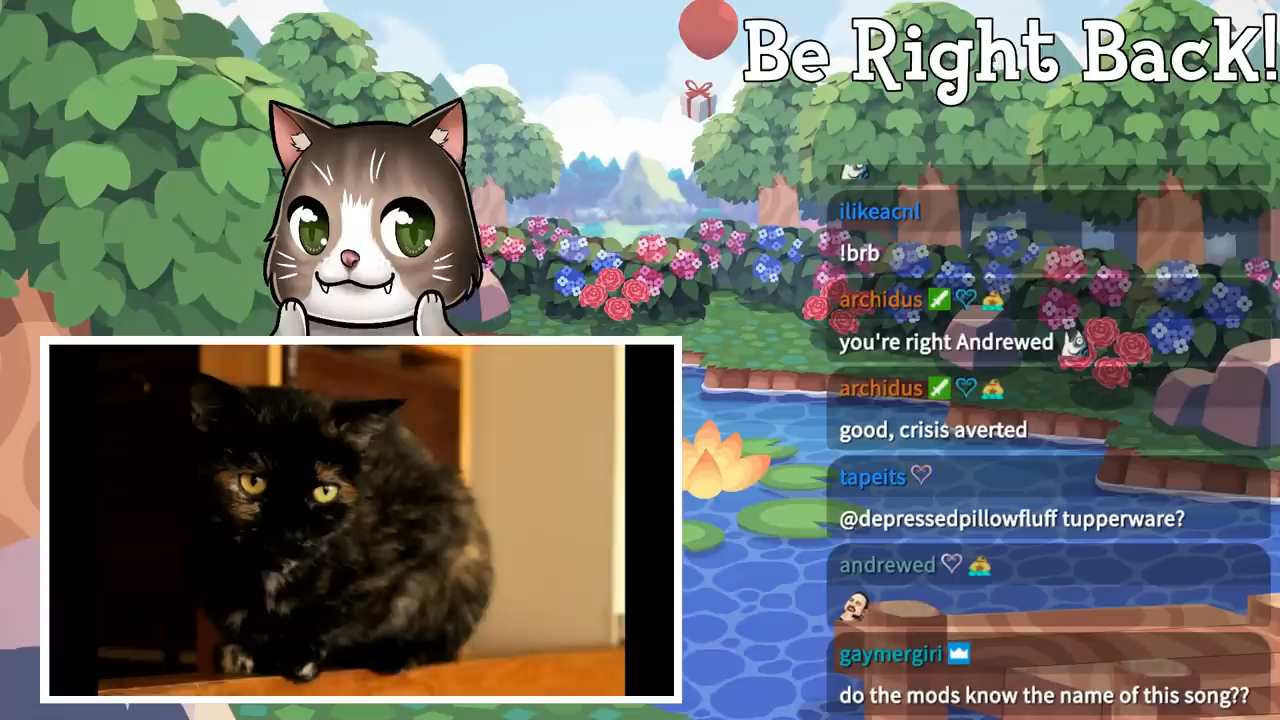 Be Right Back!
ilikeacnl
!brb
archidus
you're right Andrewed
archidus
good, crisis averted
tapeits
@depressedpillowfluff tupperware?
andrewed
gaymergiri
do the mods know the name of this song??